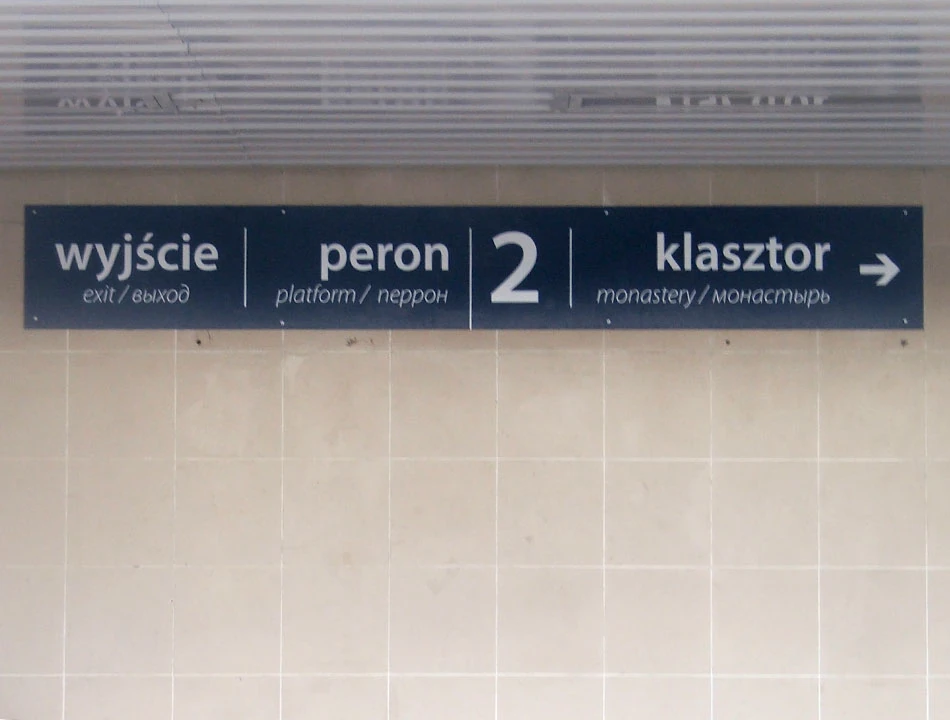 wyjście
exit / выход
peron
platform / перрон
2
klasztor →
monastery / монастырь